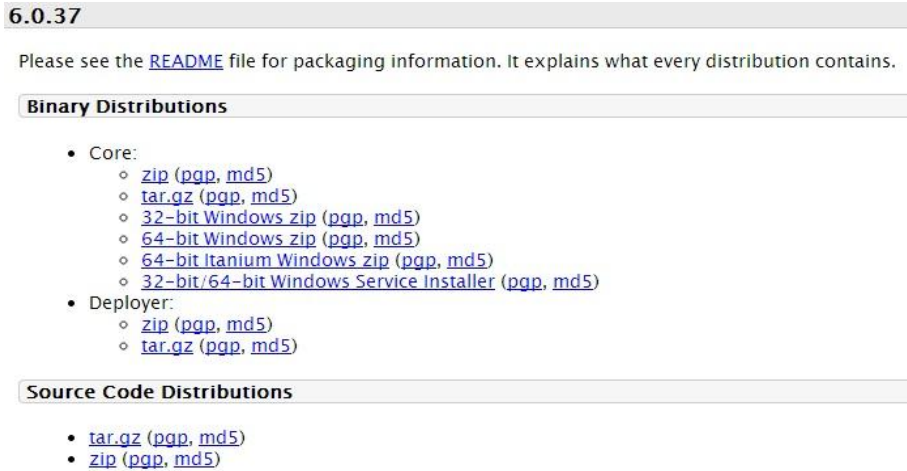 6.0.37
Please see the README file for packaging information. It explains what every distribution contains.
Binary Distributions
• Core:
◦ zip (pgp, md5)
◦ tar.gz (pgp, md5)
◦ 32-bit Windows zip (pgp, md5)
◦ 64-bit Windows zip (pgp, md5)
◦ 64-bit Itanium Windows zip (pgp, md5)
◦ 32-bit/64-bit Windows Service Installer (pgp, md5)
• Deployer:
◦ zip (pgp, md5)
◦ tar.gz (pgp, md5)
Source Code Distributions
• tar.gz (pgp, md5)
• zip (pgp, md5)